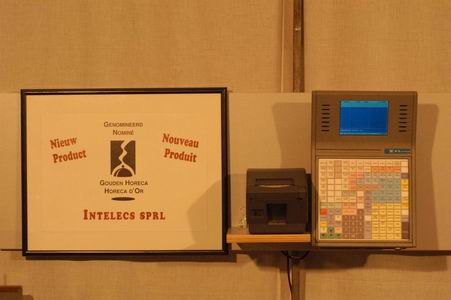 GENOMINEERD
NOMINÉ
Nieuw
Product
Nouveau
Produit
GOUDEN HORECA
HORECA D'OR
INTELECS SPRL